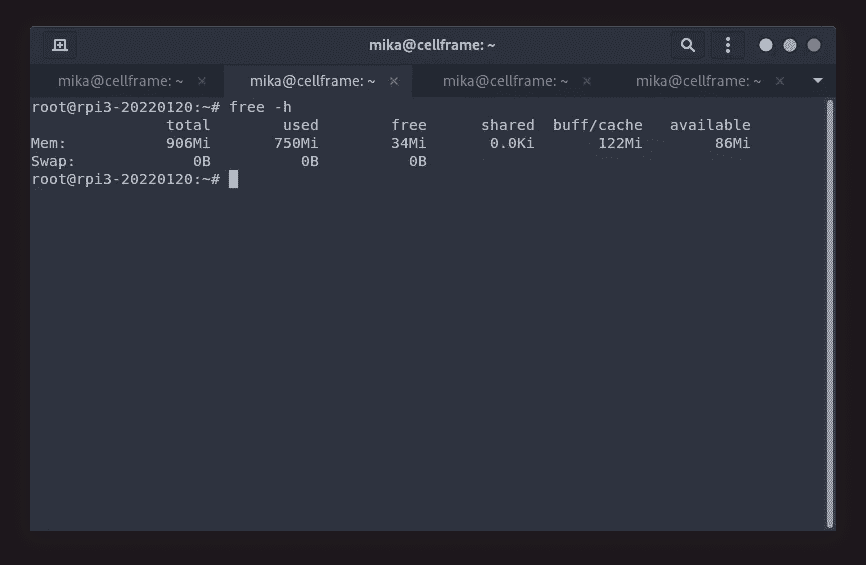 mika@cellframe: ~
mika@cellframe: ~ × mika@cellframe: ~ × mika@cellframe: ~ × mika@cellframe: ~ ×
root@rpi3-20220120:~# free -h
total used free shared buff/cache available
Mem: 906Mi 750Mi 34Mi 0.0Ki 122Mi 86Mi
Swap: 0B 0B 0B
root@rpi3-20220120:~#